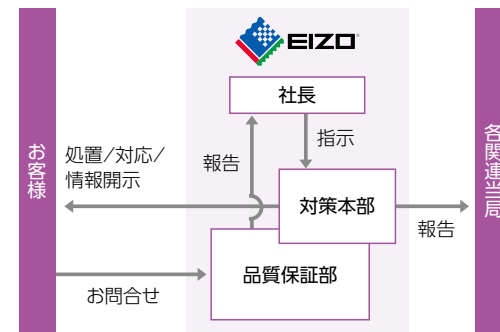 EIZO
社長
指示
報告
お客様
処置/対応/
情報開示
対策本部
報告
各関連当局
品質保証部
お問合せ